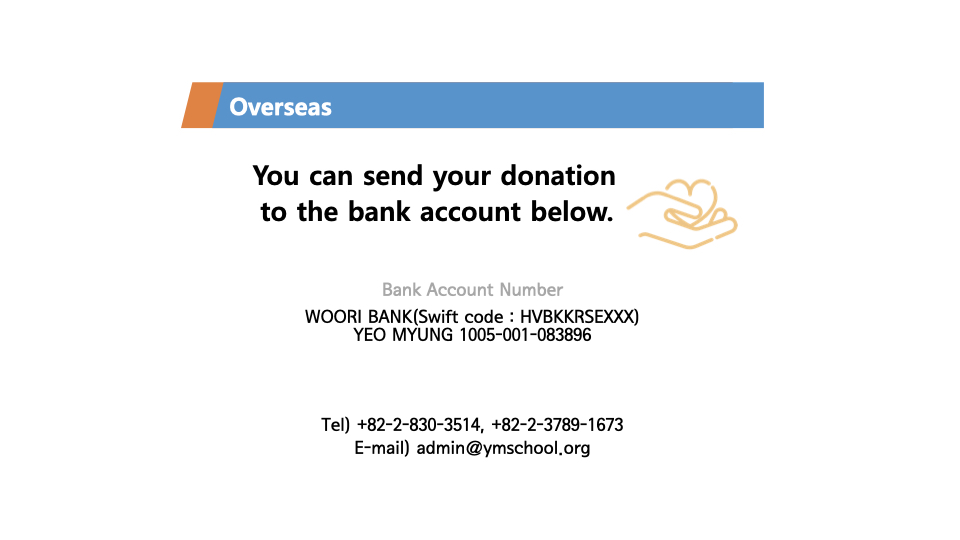 Overseas
You can send your donation
to the bank account below.
Bank Account Number
WOORI BANK(Swift code : HVBKKRSEXXX)
YEO MYUNG 1005-001-083896
Tel) +82-2-830-3514, +82-2-3789-1673
E-mail) admin@ymschool.org